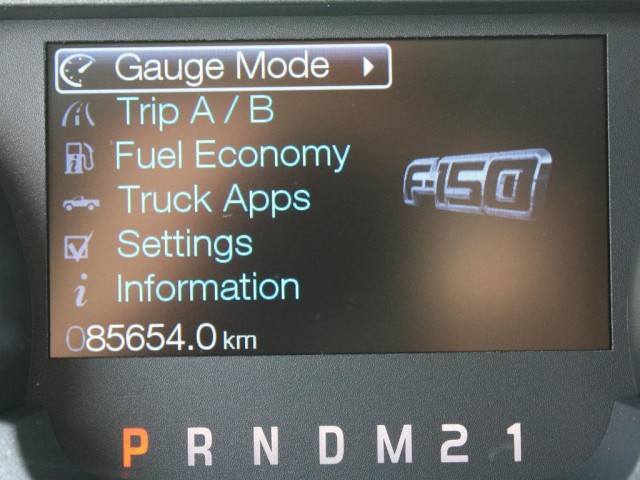 Gauge Mode
Trip A / B
Fuel Economy
F-150
Truck Apps
Settings
Information
085654.0 km
P R N D M 2 1